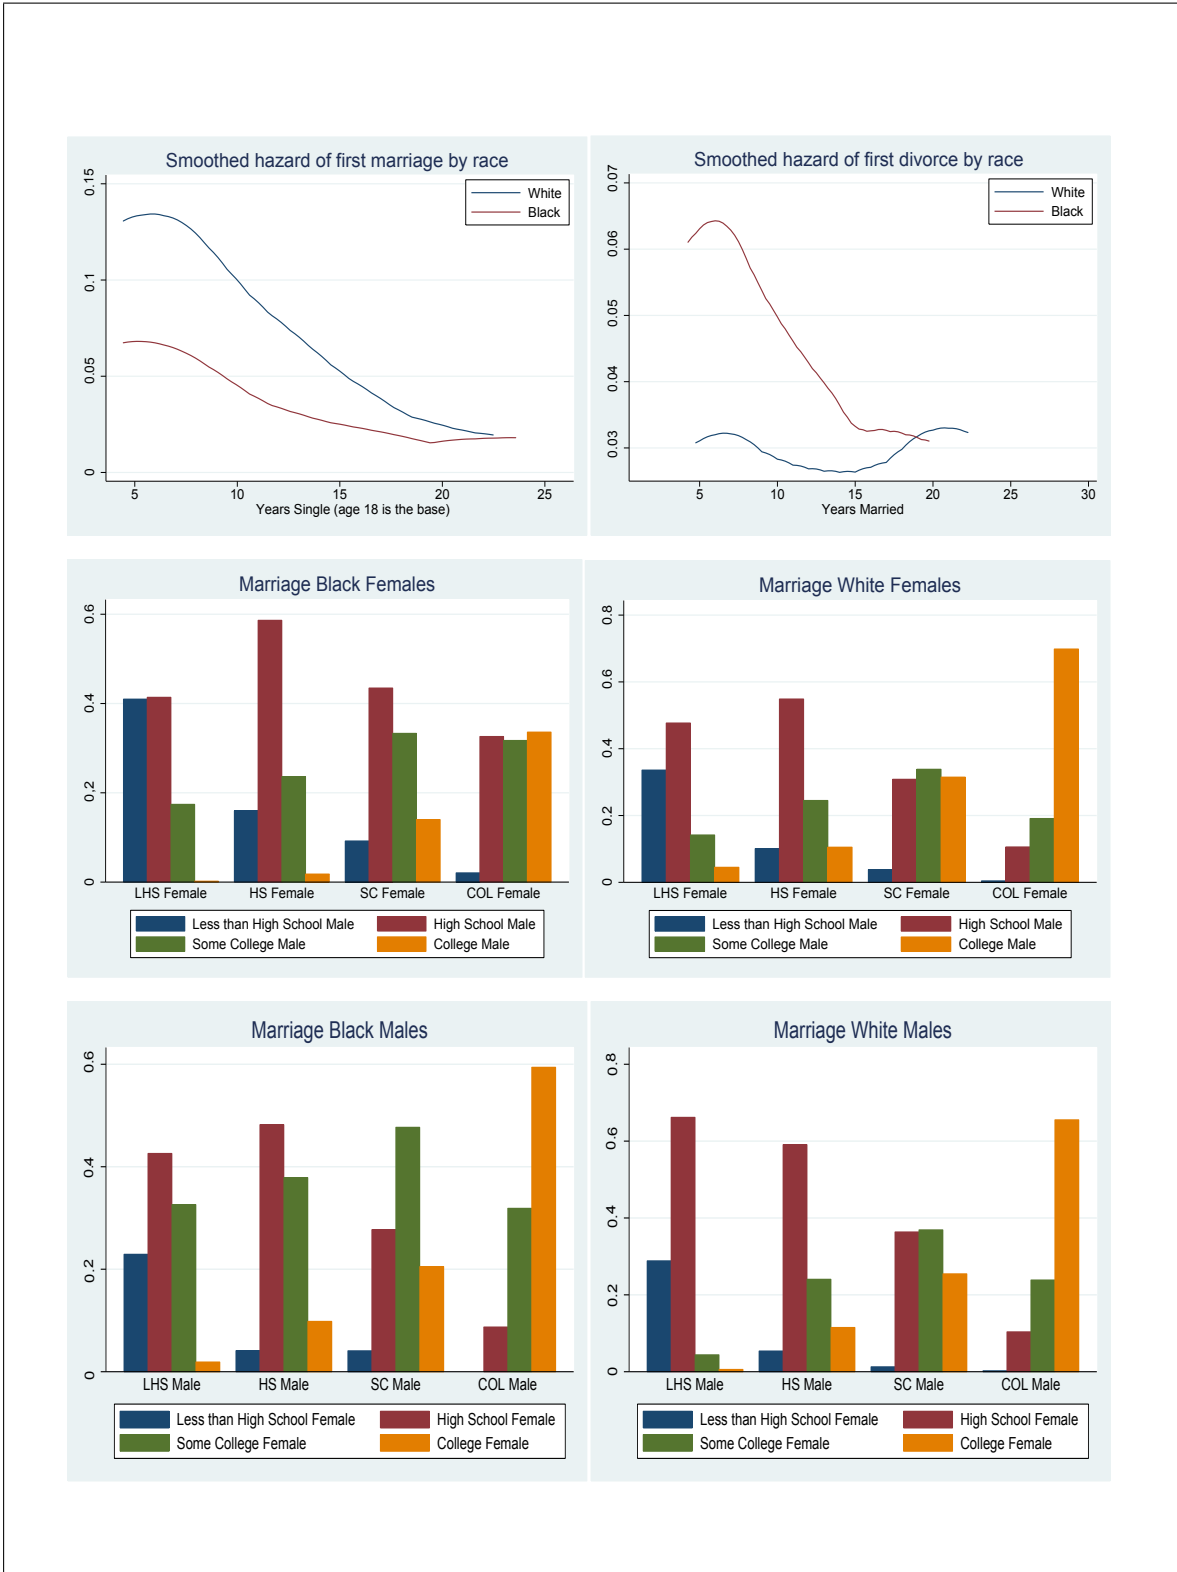 Smoothed hazard of first marriage by race
0.15
0.1
0.05
0
White
Black
5 10 15 20 25
Years Single (age 18 is the base)
Smoothed hazard of first divorce by race
0.07
0.06
0.05
0.04
0.03
White
Black
5 10 15 20 25 30
Years Married
Marriage Black Females
0.6
0.4
0.2
0
LHS Female HS Female SC Female COL Female
Less than High School Male High School Male
Some College Male College Male
Marriage White Females
0.8
0.6
0.4
0.2
0
LHS Female HS Female SC Female COL Female
Less than High School Male High School Male
Some College Male College Male
Marriage Black Males
0.6
0.4
0.2
0
LHS Male HS Male SC Male COL Male
Less than High School Female High School Female
Some College Female College Female
Marriage White Males
0.8
0.6
0.4
0.2
0
LHS Male HS Male SC Male COL Male
Less than High School Female High School Female
Some College Female College Female